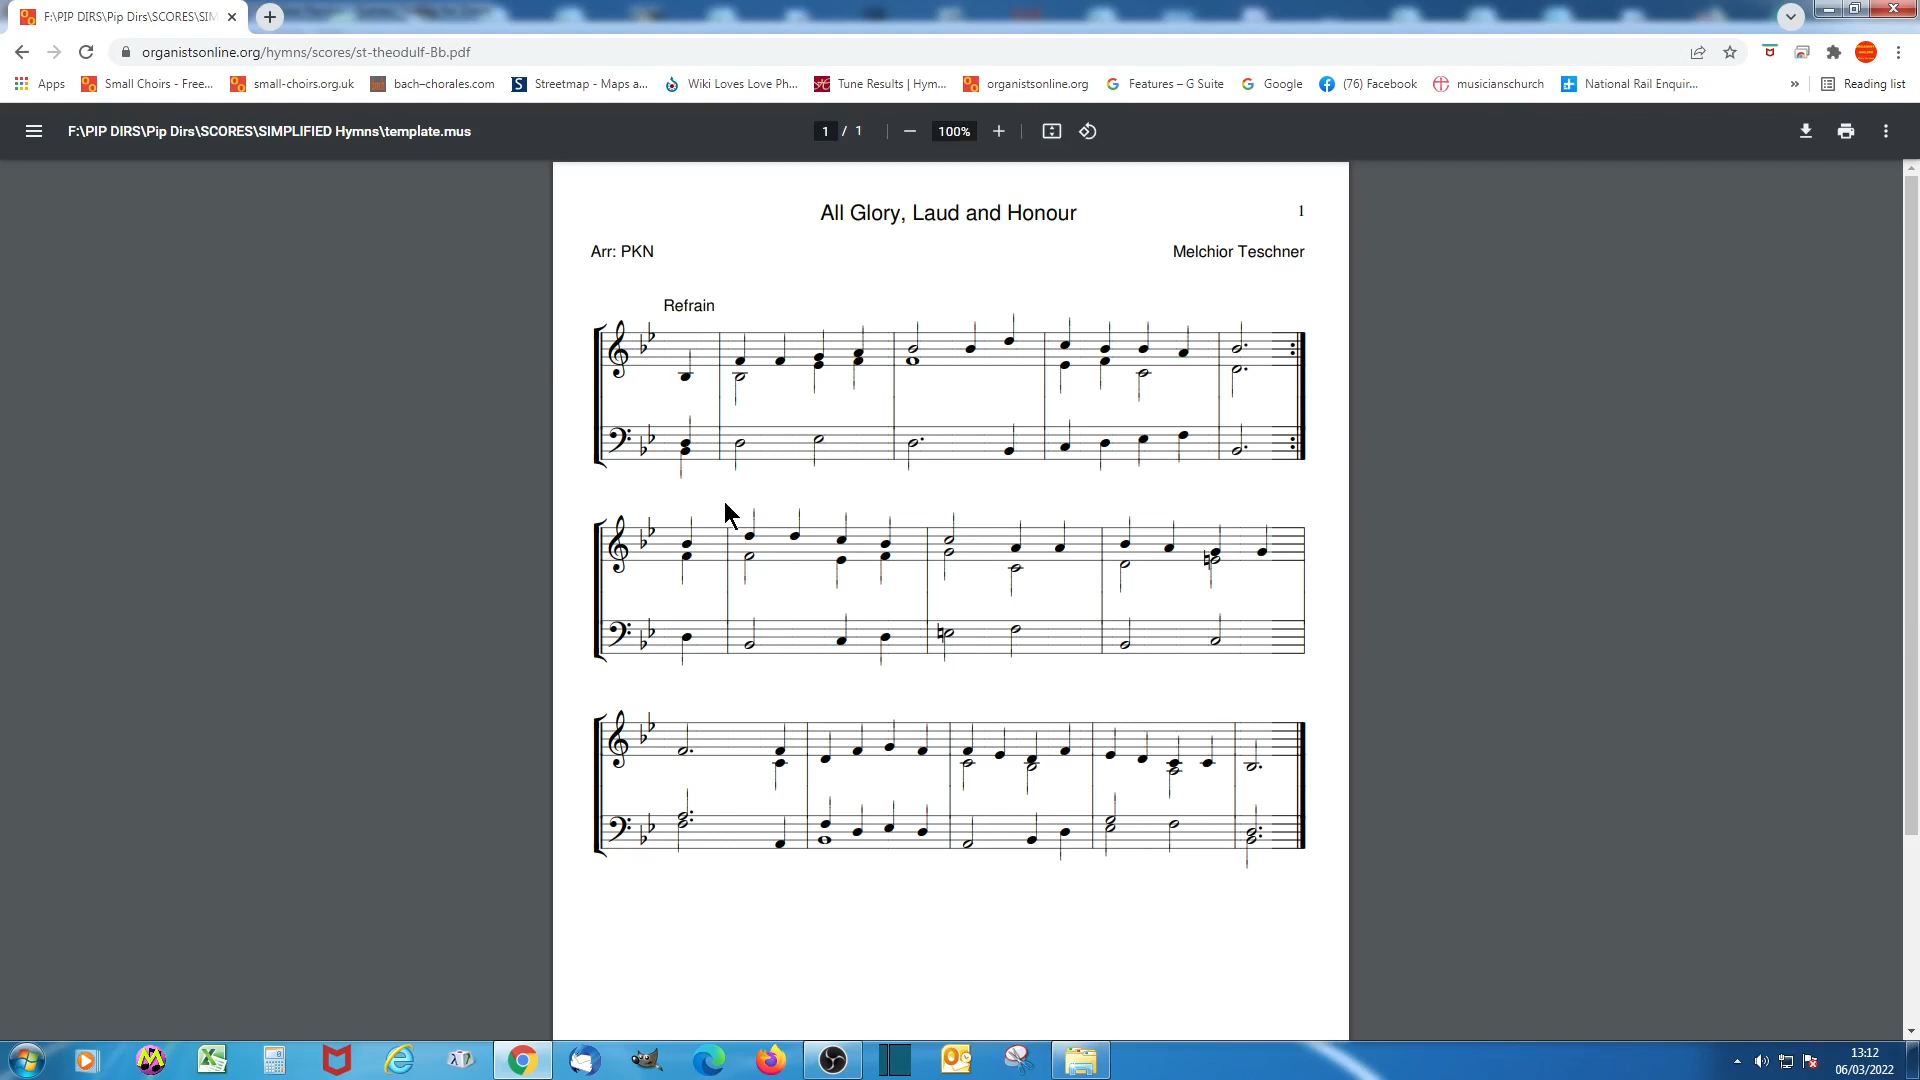 F:\PIP DIRS\Pip Dirs\SCORES\SIM
organistsonline.org/hymns/scores/st-theodulf-Bb.pdf
Apps Small Choirs - Free... small-choirs.org.uk bach–chorales.com Streetmap - Maps a... Wiki Loves Love Ph... Tune Results | Hym... organistsonline.org Features – G Suite Google (76) Facebook musicianschurch National Rail Enquir... » Reading list
F:\PIP DIRS\Pip Dirs\SCORES\SIMPLIFIED Hymns\template.mus 1 / 1 100%
All Glory, Laud and Honour 1
Arr: PKN Melchior Teschner
Refrain
13:12
06/03/2022